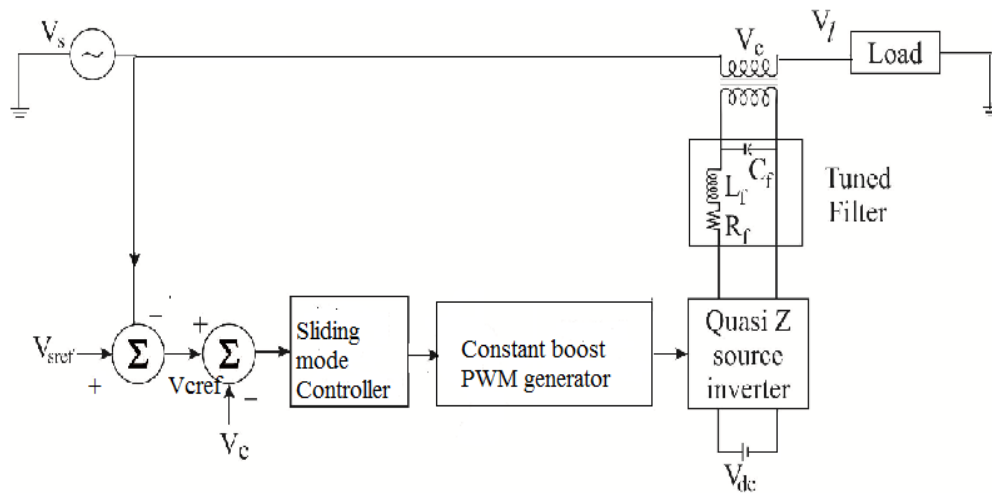 Vs
~
Vc
Vl
Load
Cf
Lf
Rf
Tuned
Filter
Vsref
+
−
Σ
Vcref
+
−
Σ
Vc
Sliding
mode
Controller
Constant boost
PWM generator
Quasi Z
source
inverter
Vdc